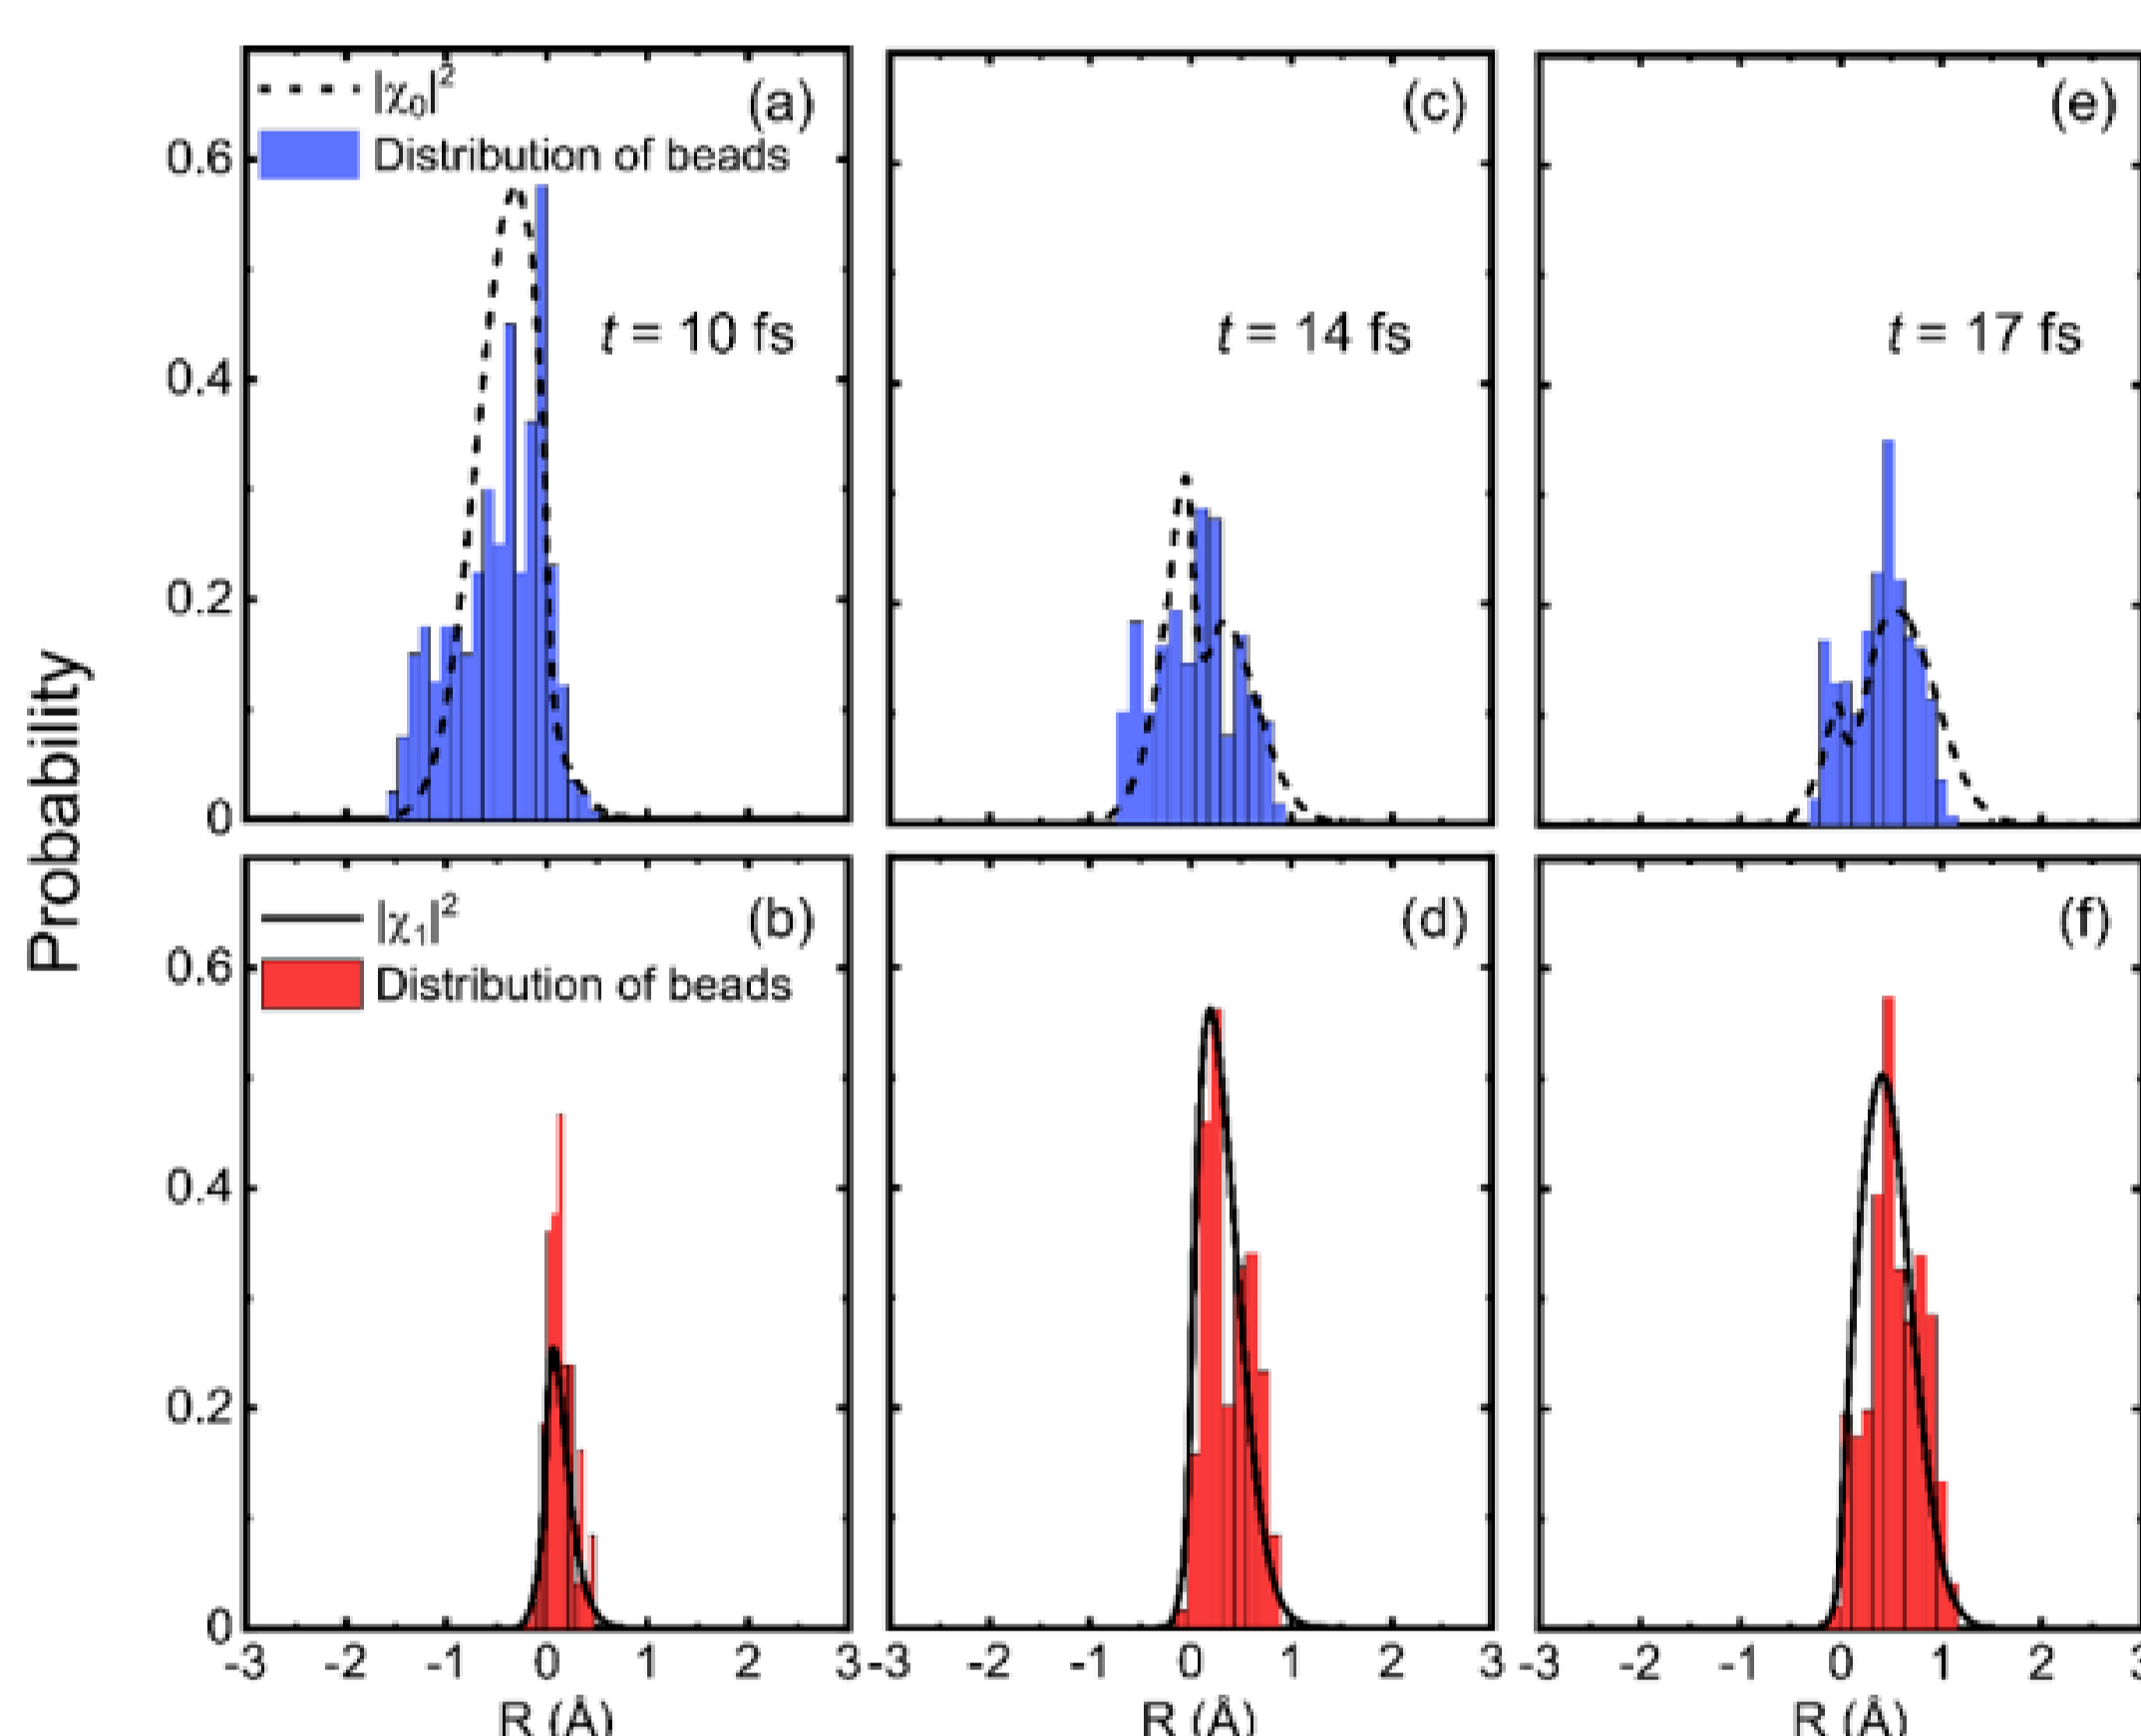 Probability
|χ₀|²
Distribution of beads
(a)
t = 10 fs
0.6
0.4
0.2
0
(c)
t = 14 fs
(e)
t = 17 fs
|χ₁|²
Distribution of beads
(b)
0.6
0.4
0.2
0
-3 -2 -1 0 1 2 3
R (Å)
(d)
-3 -2 -1 0 1 2 3
R (Å)
(f)
-3 -2 -1 0 1 2 3
R (Å)